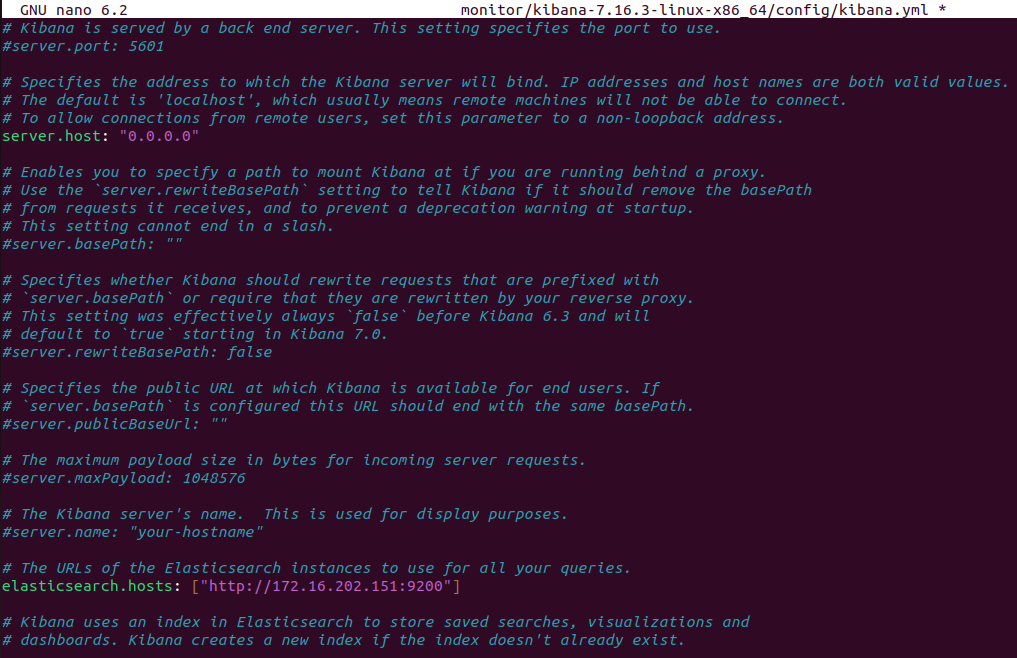 GNU nano 6.2 monitor/kibana-7.16.3-linux-x86_64/config/kibana.yml *
# Kibana is served by a back end server. This setting specifies the port to use.
#server.port: 5601
# Specifies the address to which the Kibana server will bind. IP addresses and host names are both valid values.
# The default is 'localhost', which usually means remote machines will not be able to connect.
# To allow connections from remote users, set this parameter to a non-loopback address.
server.host: "0.0.0.0"
# Enables you to specify a path to mount Kibana at if you are running behind a proxy.
# Use the `server.rewriteBasePath` setting to tell Kibana if it should remove the basePath
# from requests it receives, and to prevent a deprecation warning at startup.
# This setting cannot end in a slash.
#server.basePath: ""
# Specifies whether Kibana should rewrite requests that are prefixed with
# `server.basePath` or require that they are rewritten by your reverse proxy.
# This setting was effectively always `false` before Kibana 6.3 and will
# default to `true` starting in Kibana 7.0.
#server.rewriteBasePath: false
# Specifies the public URL at which Kibana is available for end users. If
# `server.basePath` is configured this URL should end with the same basePath.
#server.publicBaseUrl: ""
# The maximum payload size in bytes for incoming server requests.
#server.maxPayload: 1048576
# The Kibana server's name.  This is used for display purposes.
#server.name: "your-hostname"
# The URLs of the Elasticsearch instances to use for all your queries.
elasticsearch.hosts: ["http://172.16.202.151:9200"]
# Kibana uses an index in Elasticsearch to store saved searches, visualizations and
# dashboards. Kibana creates a new index if the index doesn't already exist.